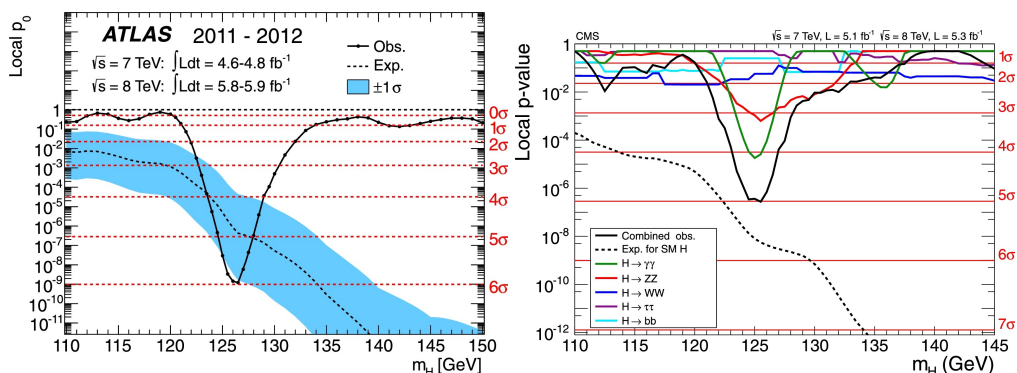 ATLAS 2011 - 2012
√s = 7 TeV: ∫Ldt = 4.6-4.8 fb⁻¹
√s = 8 TeV: ∫Ldt = 5.8-5.9 fb⁻¹
Obs.
Exp.
±1σ
Local p₀
1
10⁻¹
10⁻²
10⁻³
10⁻⁴
10⁻⁵
10⁻⁶
10⁻⁷
10⁻⁸
10⁻⁹
10⁻¹⁰
10⁻¹¹
0σ
1σ
2σ
3σ
4σ
5σ
6σ
110 115 120 125 130 135 140 145 150
m_H [GeV]
CMS √s = 7 TeV, L = 5.1 fb⁻¹ √s = 8 TeV, L = 5.3 fb⁻¹
Local p-value
1
10⁻²
10⁻⁴
10⁻⁶
10⁻⁸
10⁻¹⁰
10⁻¹²
1σ
2σ
3σ
4σ
5σ
6σ
7σ
Combined obs.
Exp. for SM H
H → γγ
H → ZZ
H → WW
H → ττ
H → bb
110 115 120 125 130 135 140 145
m_H (GeV)